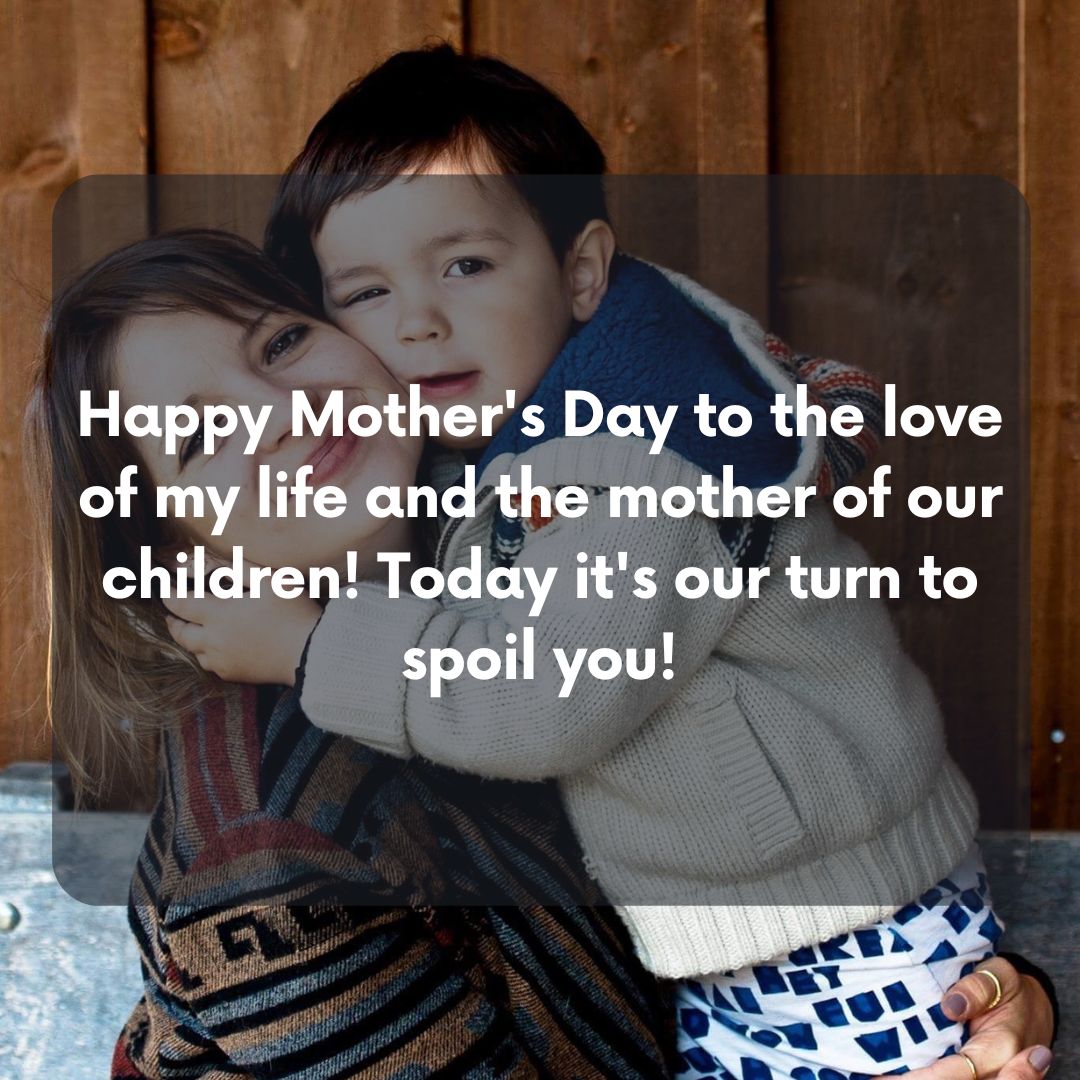 Happy Mother's Day to the love
of my life and the mother of our
children! Today it's our turn to
spoil you!